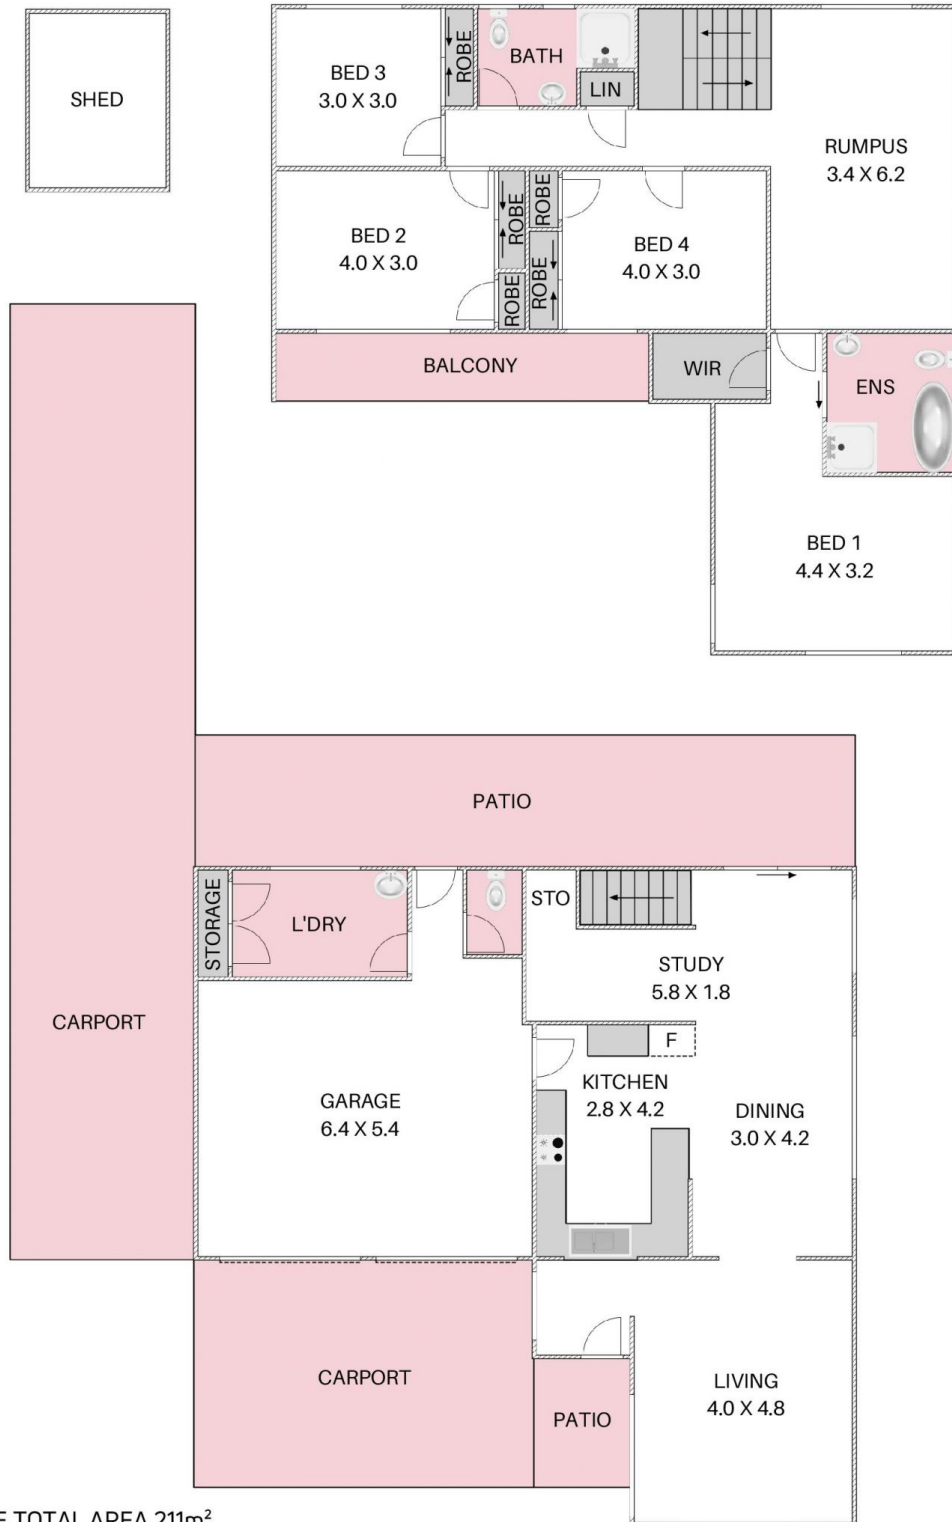 SHED
BED 3
3.0 X 3.0
ROBE
BATH
LIN
RUMPUS
3.4 X 6.2
BED 2
4.0 X 3.0
ROBE
ROBE
ROBE
ROBE
BED 4
4.0 X 3.0
BALCONY
WIR
ENS
BED 1
4.4 X 3.2
PATIO
STORAGE
L'DRY
STO
STUDY
5.8 X 1.8
CARPORT
F
KITCHEN
2.8 X 4.2
GARAGE
6.4 X 5.4
DINING
3.0 X 4.2
CARPORT
PATIO
LIVING
4.0 X 4.8
TOTAL AREA 211m²